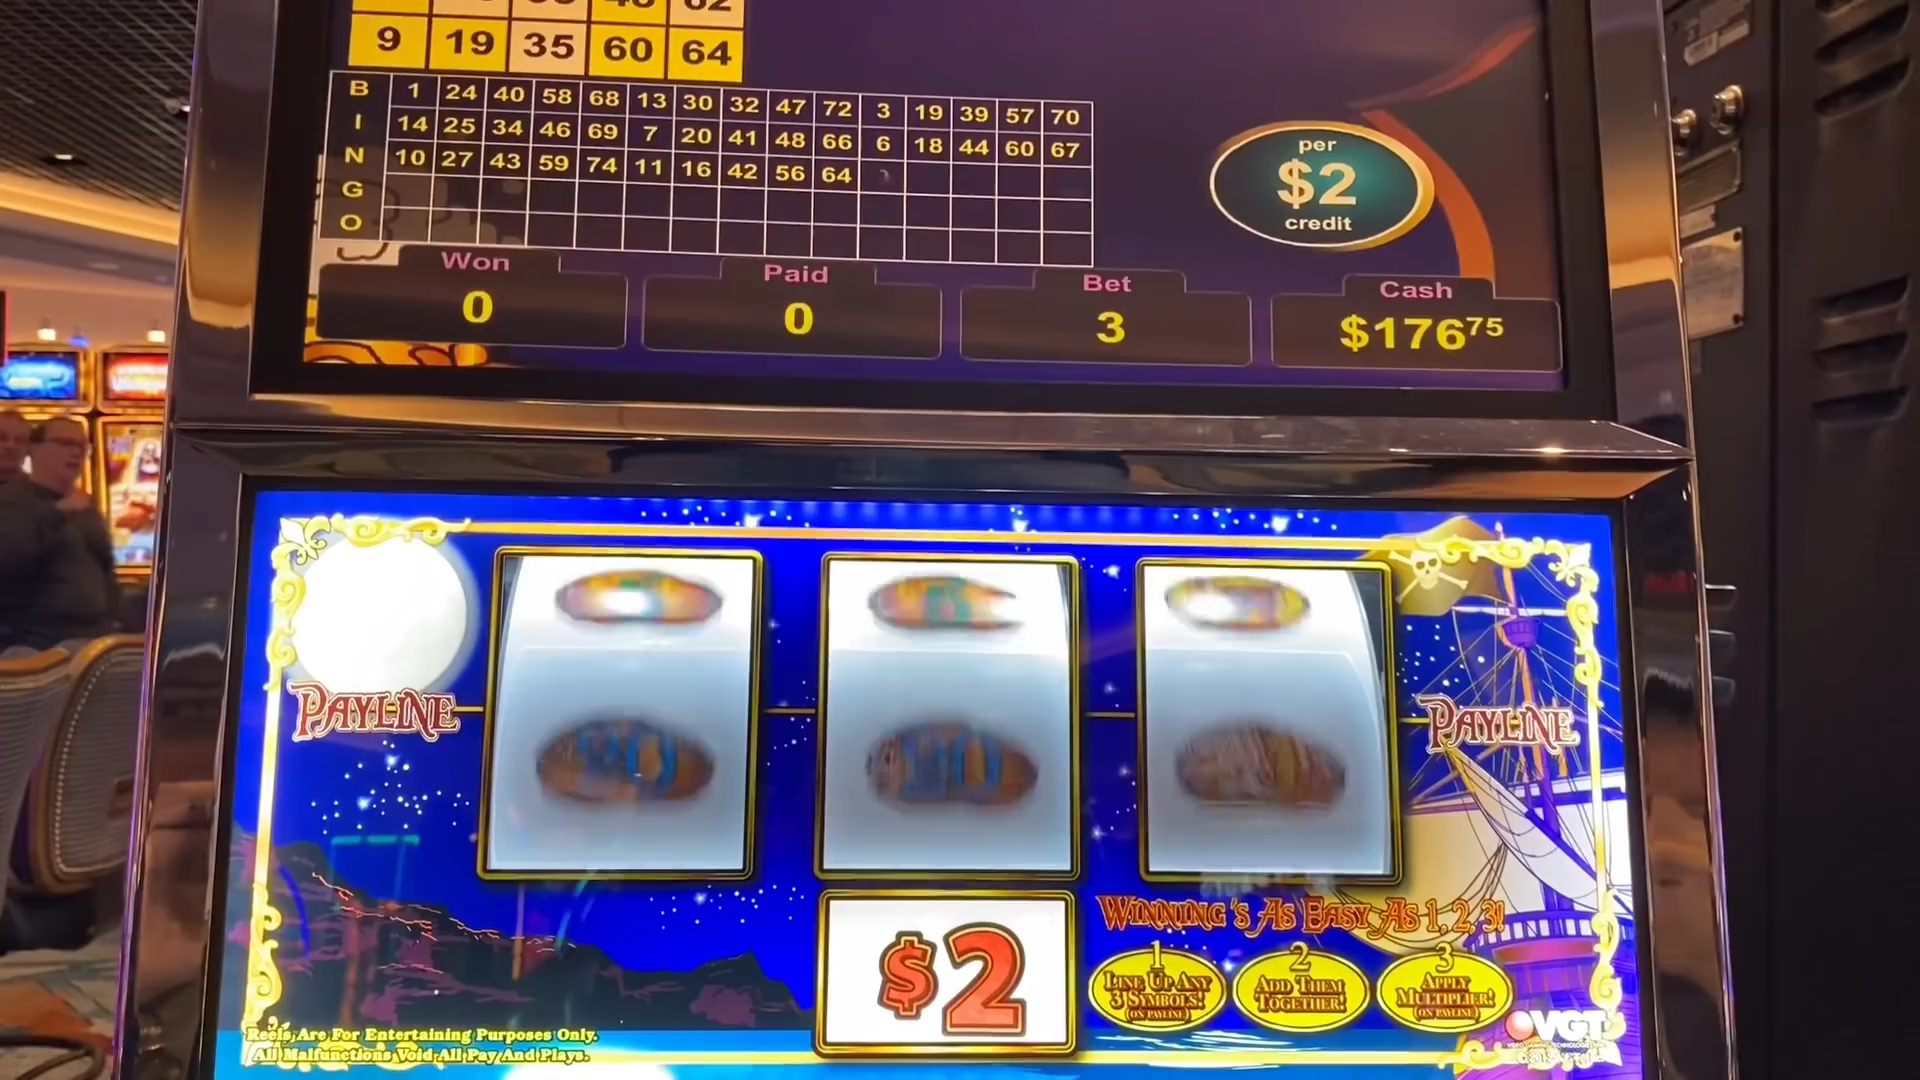 48 62
9 19 35 60 64
B 1 24 40 58 68 13 30 32 47 72 3 19 39 57 70
I 14 25 34 46 69 7 20 41 48 66 6 18 44 60 67
N 10 27 43 59 74 11 16 42 56 64
G
O
per
$2
credit
Won Paid Bet Cash
0 0 3 $176 75
PAYLINE PAYLINE
$2
WINNING'S AS EASY AS 1, 2, 3!
1 2 3
LINE UP ANY
3 SYMBOLS!
(ON PAYLINE)
ADD THEM
TOGETHER!
APPLY
MULTIPLIER!
(ON PAYLINE)
Reels Are For Entertaining Purposes Only.
All Malfunctions Void All Pay And Plays.
VGT